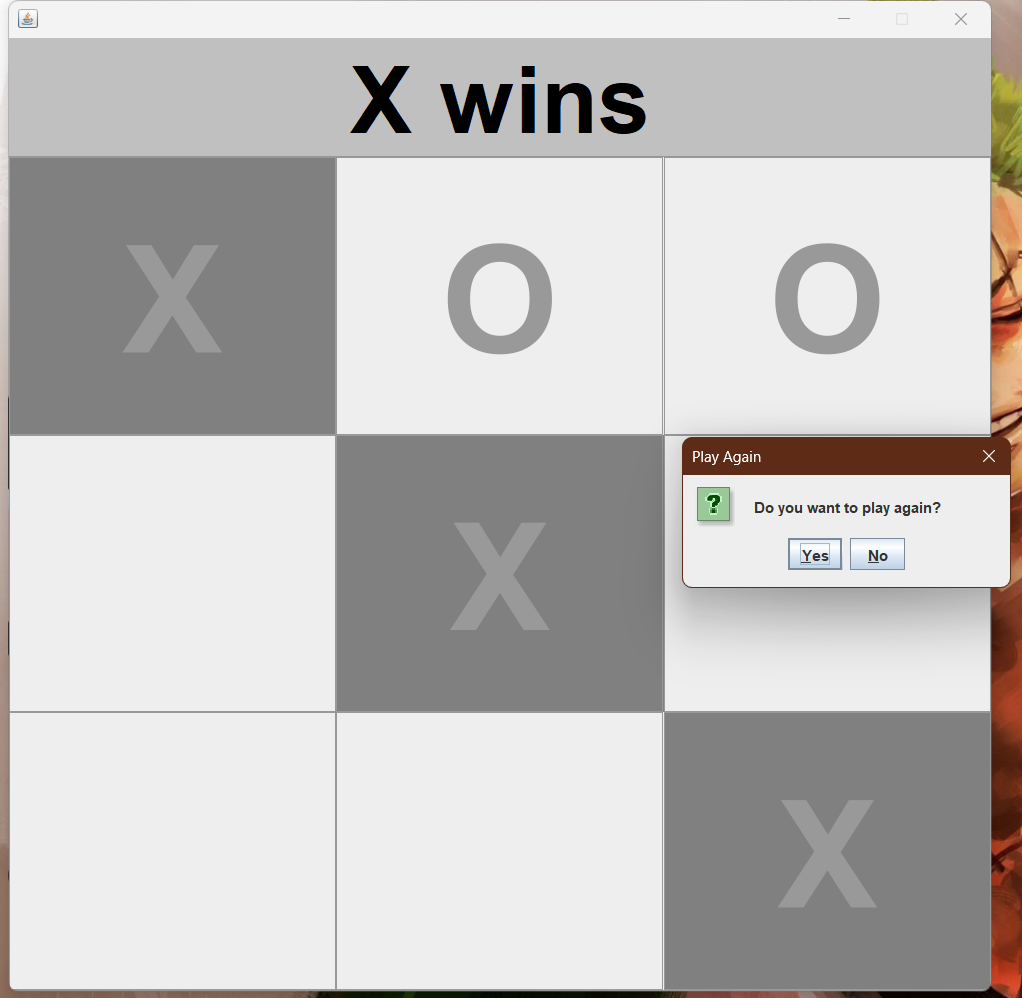 X wins
X O O
X
Play Again
Do you want to play again?
Yes No
X